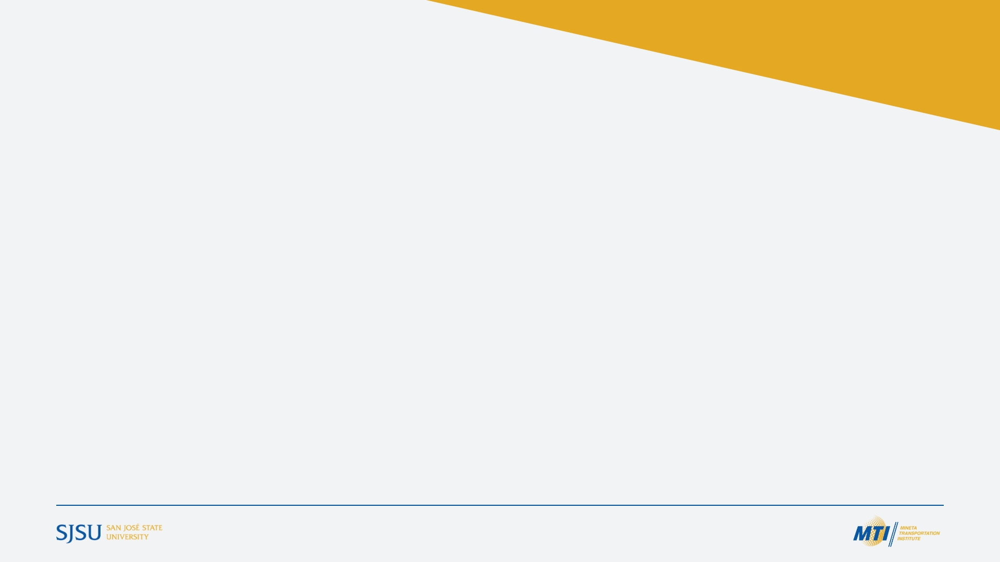 SJSU SAN JOSÉ STATE
UNIVERSITY
MTI MINETA
TRANSPORTATION
INSTITUTE